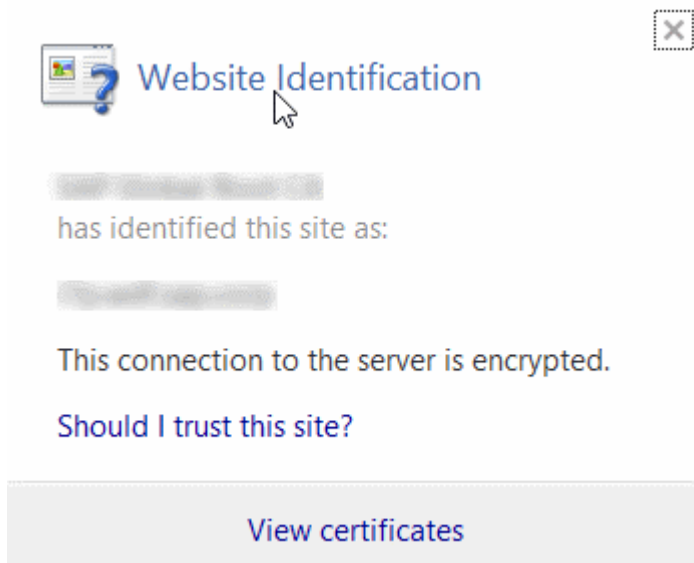 Website Identification
has identified this site as:
This connection to the server is encrypted.
Should I trust this site?
View certificates